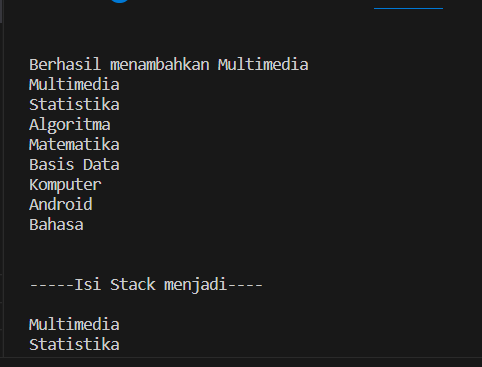 Berhasil menambahkan Multimedia
Multimedia
Statistika
Algoritma
Matematika
Basis Data
Komputer
Android
Bahasa
-----Isi Stack menjadi----
Multimedia
Statistika